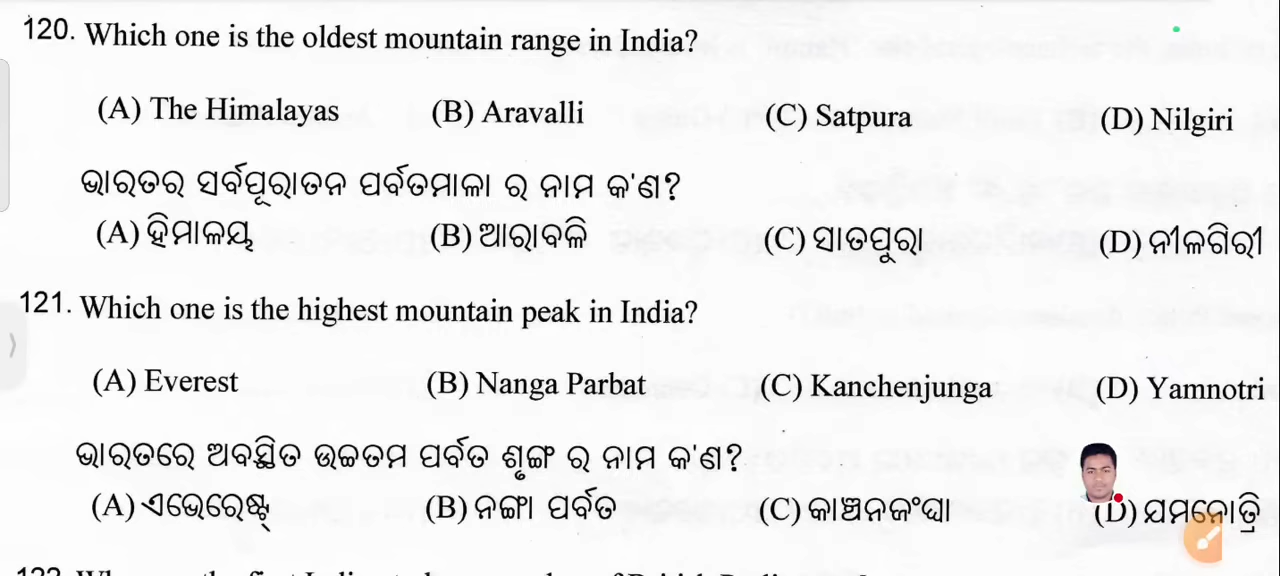 120. Which one is the oldest mountain range in India?
(A) The Himalayas (B) Aravalli (C) Satpura (D) Nilgiri
ଭାରତର ସର୍ବପୂରାତନ ପର୍ବତମାଳା ର ନାମ କ'ଣ?
(A) ହିମାଳୟ (B) ଆରାବଳି (C) ସାତପୁରା (D) ନୀଳଗିରୀ
121. Which one is the highest mountain peak in India?
(A) Everest (B) Nanga Parbat (C) Kanchenjunga (D) Yamnotri
ଭାରତରେ ଅବସ୍ଥିତ ଉଚ୍ଚତମ ପର୍ବତ ଶୃଙ୍ଗ ର ନାମ କ'ଣ?
(A) ଏଭେରେଷ୍ଟ (B) ନଙ୍ଗା ପର୍ବତ (C) କାଞ୍ଚନଜଂଘା (D) ଯମନୋତ୍ରି